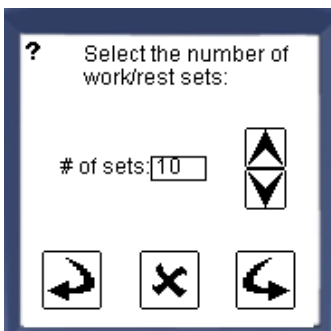 ? Select the number of
work/rest sets:
# of sets: 10